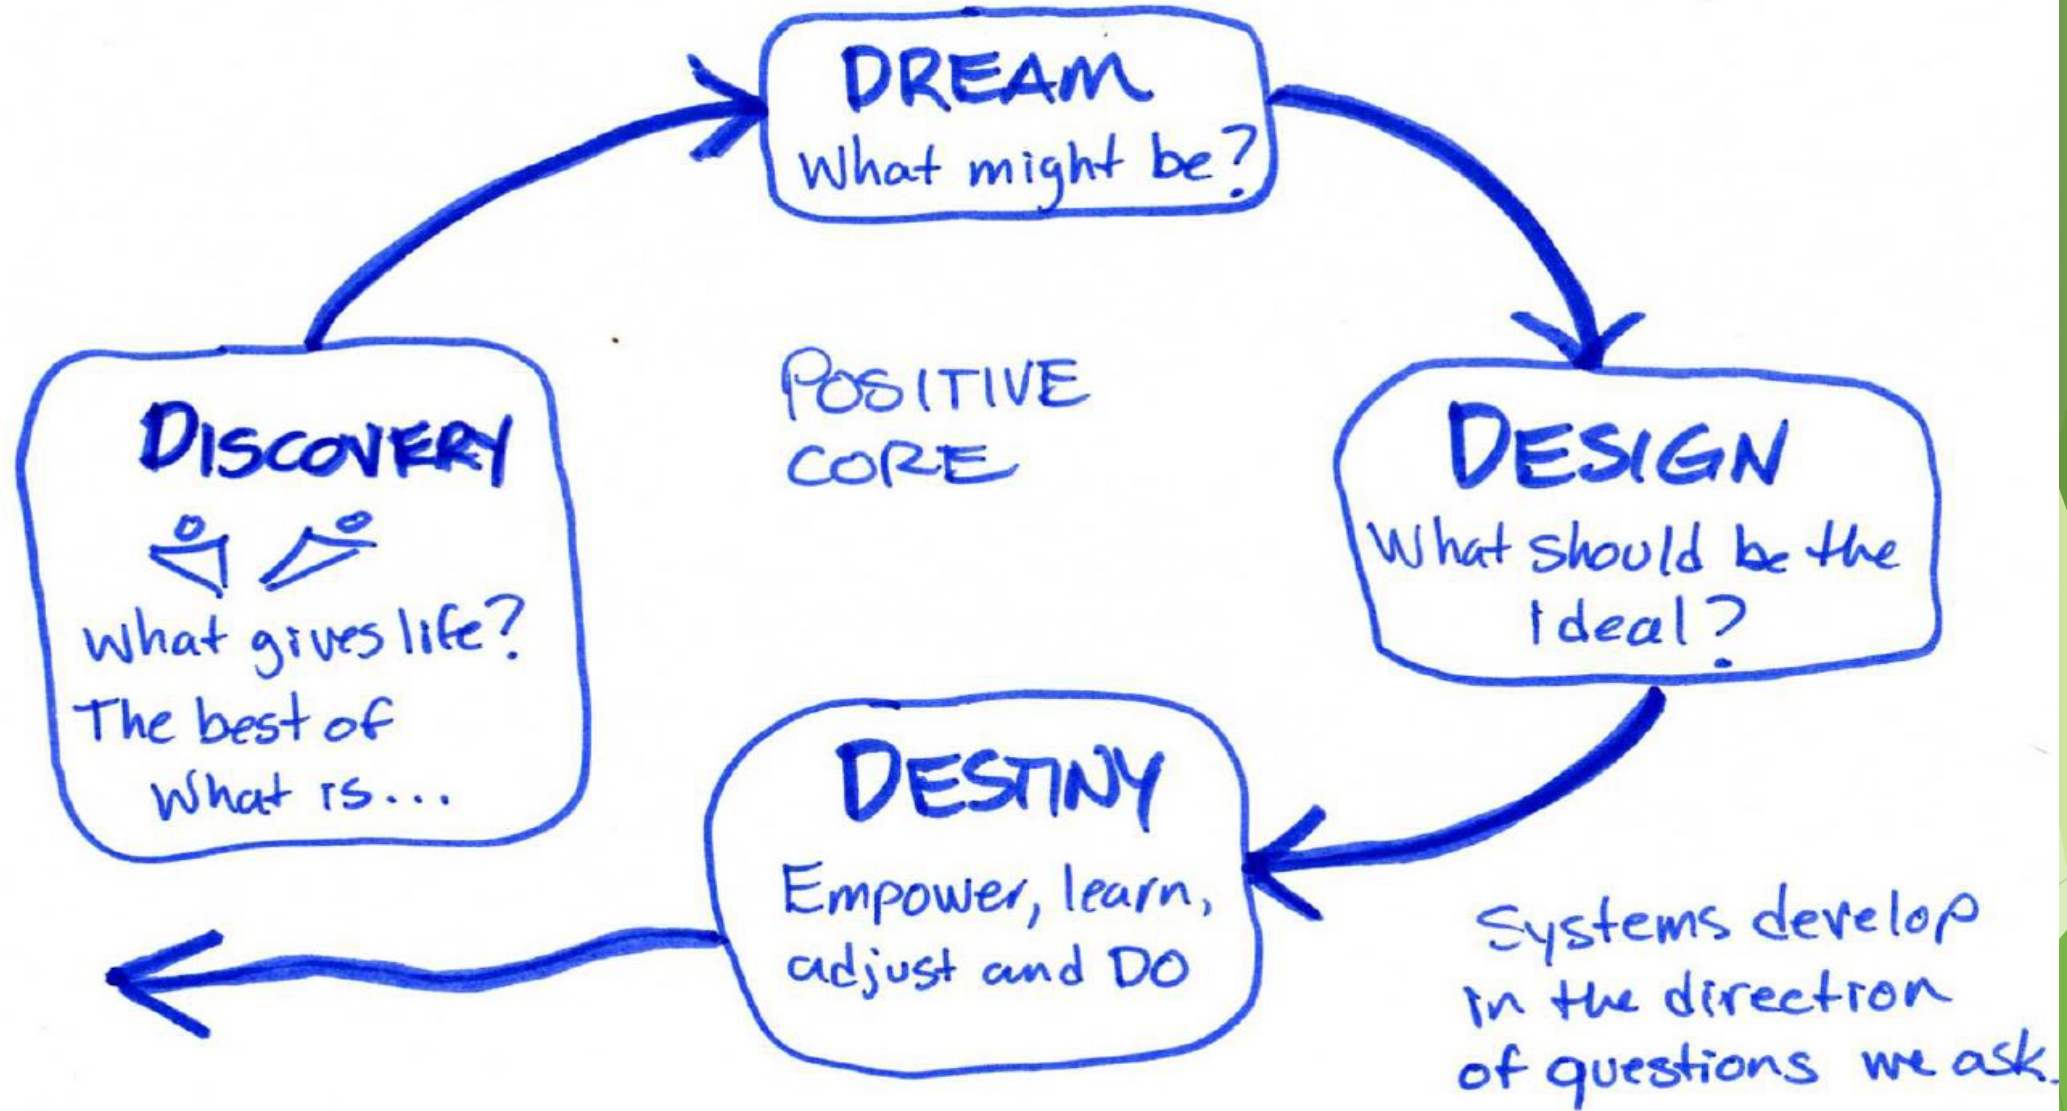 DREAM
What might be?
POSITIVE
CORE
DISCOVERY
What gives life?
The best of
What is...
DESIGN
What should be the
Ideal?
DESTINY
Empower, learn,
adjust and DO
Systems develop
in the direction
of questions we ask.